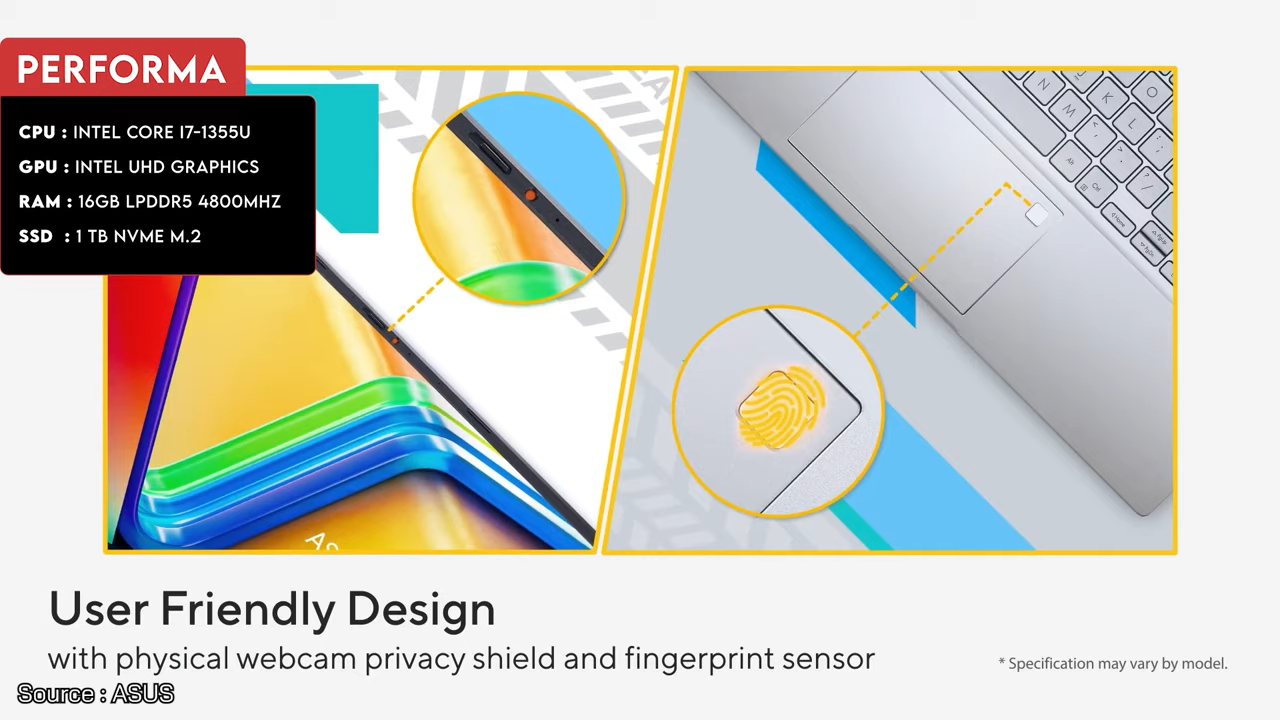 PERFORMA
CPU : INTEL CORE I7-1355U
GPU : INTEL UHD GRAPHICS
RAM : 16GB LPDDR5 4800MHZ
SSD : 1 TB NVME M.2
User Friendly Design
with physical webcam privacy shield and fingerprint sensor
* Specification may vary by model.
Source : ASUS